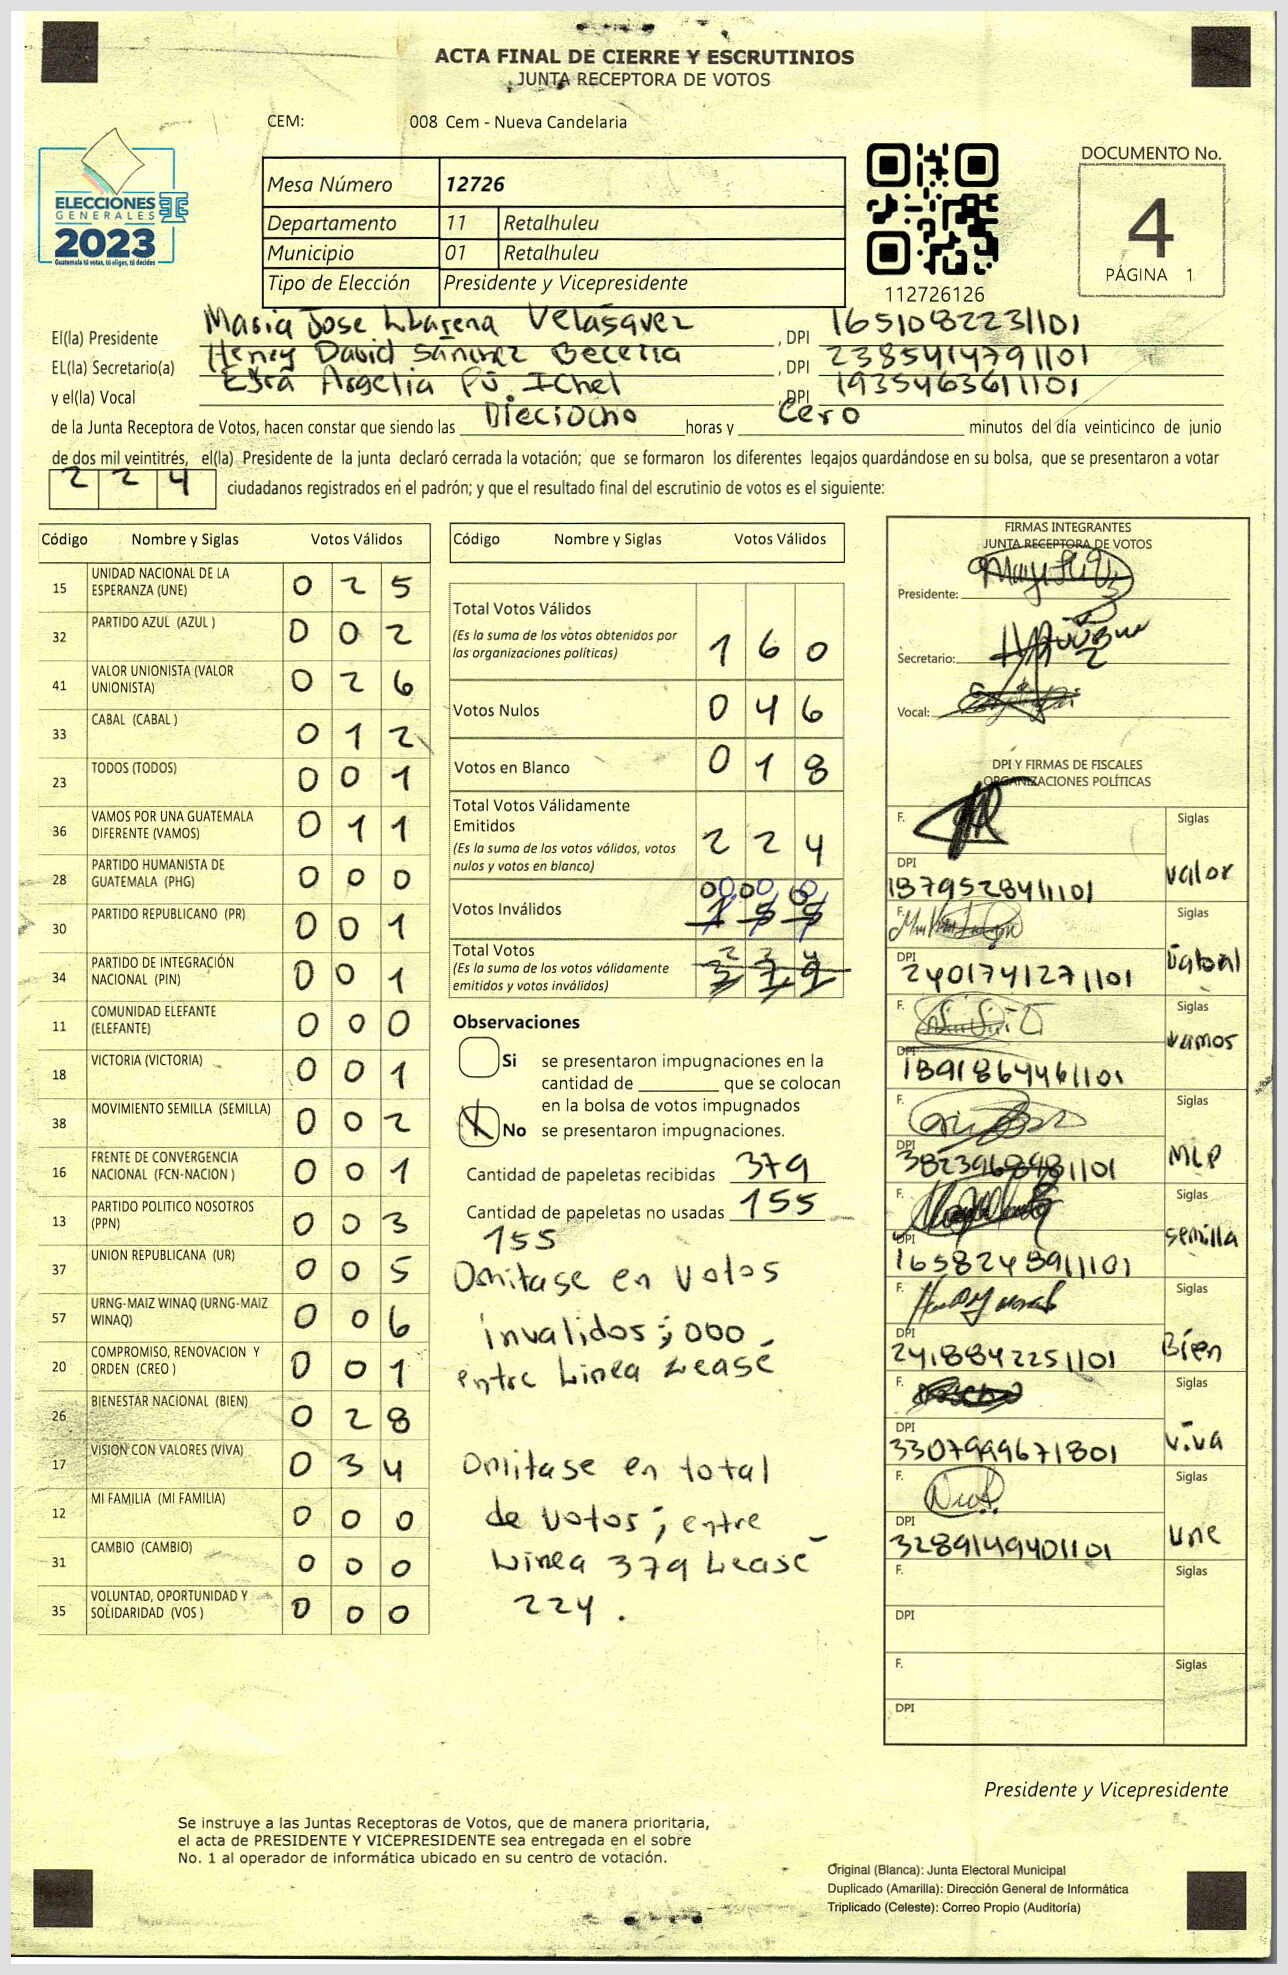 ACTA FINAL DE CIERRE Y ESCRUTINIOS
JUNTA RECEPTORA DE VOTOS
CEM: 008 Cem - Nueva Candelaria
ELECCIONES
GENERALES
2023
Guatemala tú votas, tú eliges, tú decides
Mesa Número 12726
Departamento 11 Retalhuleu
Municipio 01 Retalhuleu
Tipo de Elección Presidente y Vicepresidente
112726126
DOCUMENTO No.
4
PÁGINA 1
El(la) Presidente Maria Jose Llarena Velasquez , DPI 1651082231101
EL(la) Secretario(a) Henry David Sanchez Becerra , DPI 2385414791101
y el(la) Vocal Argelia Pú Ichel , DPI 1935463611101
de la Junta Receptora de Votos, hacen constar que siendo las Dieciocho horas y Cero minutos del día veinticinco de junio
de dos mil veintitrés, el(la) Presidente de la junta declaró cerrada la votación; que se formaron los diferentes legajos guardándose en su bolsa, que se presentaron a votar
224 ciudadanos registrados en el padrón; y que el resultado final del escrutinio de votos es el siguiente:
Código Nombre y Siglas Votos Válidos
15 UNIDAD NACIONAL DE LA ESPERANZA (UNE) 0 2 5
32 PARTIDO AZUL (AZUL ) 0 0 2
41 VALOR UNIONISTA (VALOR UNIONISTA) 0 2 6
33 CABAL (CABAL ) 0 1 2
23 TODOS (TODOS) 0 0 1
36 VAMOS POR UNA GUATEMALA DIFERENTE (VAMOS) 0 1 1
28 PARTIDO HUMANISTA DE GUATEMALA (PHG) 0 0 0
30 PARTIDO REPUBLICANO (PR) 0 0 1
34 PARTIDO DE INTEGRACIÓN NACIONAL (PIN) 0 0 1
11 COMUNIDAD ELEFANTE (ELEFANTE) 0 0 0
18 VICTORIA (VICTORIA) 0 0 1
38 MOVIMIENTO SEMILLA (SEMILLA) 0 0 2
16 FRENTE DE CONVERGENCIA NACIONAL (FCN-NACION ) 0 0 1
13 PARTIDO POLITICO NOSOTROS (PPN) 0 0 3
37 UNION REPUBLICANA (UR) 0 0 5
57 URNG-MAIZ WINAQ (URNG-MAIZ WINAQ) 0 0 6
20 COMPROMISO, RENOVACION Y ORDEN (CREO ) 0 0 1
26 BIENESTAR NACIONAL (BIEN) 0 2 8
17 VISION CON VALORES (VIVA) 0 3 4
12 MI FAMILIA (MI FAMILIA) 0 0 0
31 CAMBIO (CAMBIO) 0 0 0
35 VOLUNTAD, OPORTUNIDAD Y SOLIDARIDAD (VOS ) 0 0 0
Código Nombre y Siglas Votos Válidos
Total Votos Válidos
(Es la suma de los votos obtenidos por
las organizaciones políticas) 1 6 0
Votos Nulos 0 4 6
Votos en Blanco 0 1 8
Total Votos Válidamente
Emitidos
(Es la suma de los votos válidos, votos
nulos y votos en blanco) 2 2 4
Votos Inválidos
Total Votos
(Es la suma de los votos válidamente
emitidos y votos inválidos)
Observaciones
Si se presentaron impugnaciones en la
cantidad de ________ que se colocan
en la bolsa de votos impugnados
X No se presentaron impugnaciones.
Cantidad de papeletas recibidas 379
Cantidad de papeletas no usadas 155
155
Omitase en votos
invalidos; 000
entre Linea Leasé
Omitase en total
de votos; entre
Linea 379 Leasé
224.
FIRMAS INTEGRANTES
JUNTA RECEPTORA DE VOTOS
Presidente:
Secretario:
Vocal:
DPI Y FIRMAS DE FISCALES
ORGANIZACIONES POLÍTICAS
F. Siglas
DPI 1879528411101 valor
F. Siglas
DPI 2401741271101
F. Siglas
DPI 1891864461101 vamos
F. Siglas
DPI 3823968981101 MLP
F. Siglas
DPI 1658248911101 semilla
F. Siglas
DPI 2418842251101 Bien
F. Siglas
DPI 3307999671801 viva
F. Siglas
DPI 3289149401101 Une
F. Siglas
DPI
F. Siglas
DPI
Presidente y Vicepresidente
Se instruye a las Juntas Receptoras de Votos, que de manera prioritaria,
el acta de PRESIDENTE Y VICEPRESIDENTE sea entregada en el sobre
No. 1 al operador de informática ubicado en su centro de votación.
Original (Blanca): Junta Electoral Municipal
Duplicado (Amarilla): Dirección General de Informática
Triplicado (Celeste): Correo Propio (Auditoría)